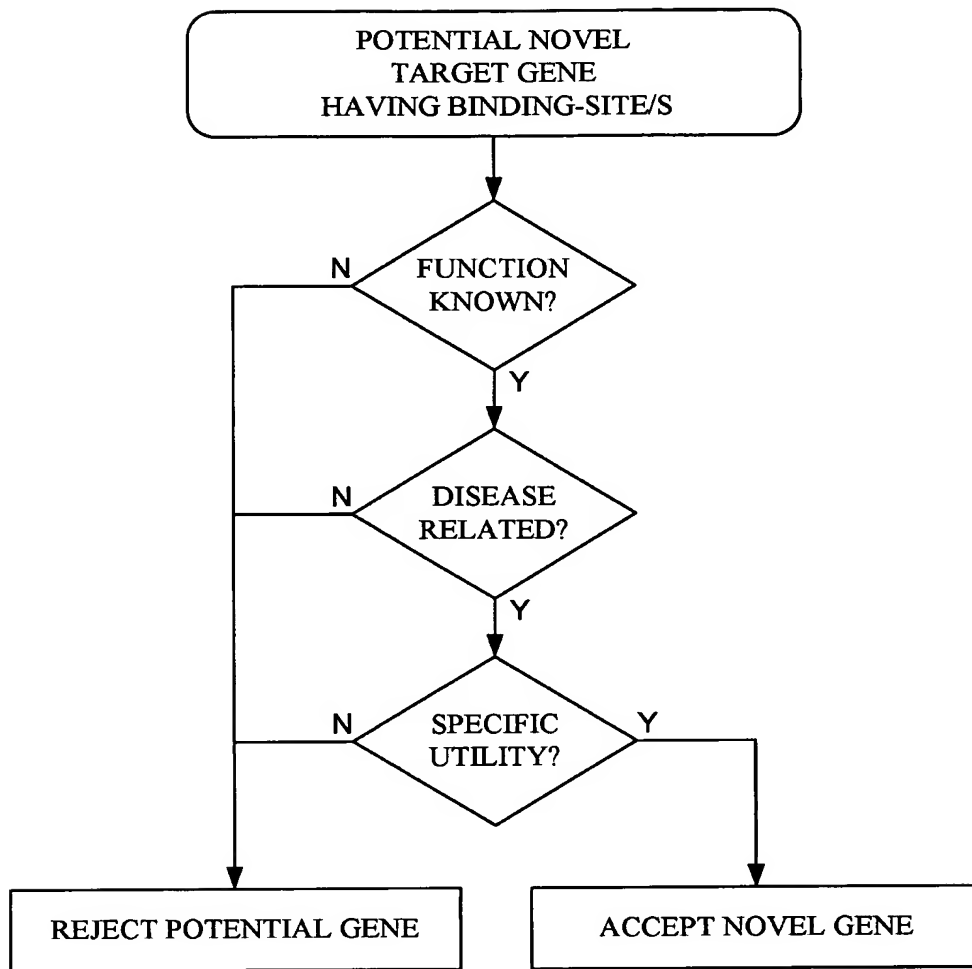 POTENTIAL NOVEL
TARGET GENE
HAVING BINDING-SITE/S
N
FUNCTION
KNOWN?
Y
N
DISEASE
RELATED?
Y
N
SPECIFIC
UTILITY?
Y
REJECT POTENTIAL GENE
ACCEPT NOVEL GENE